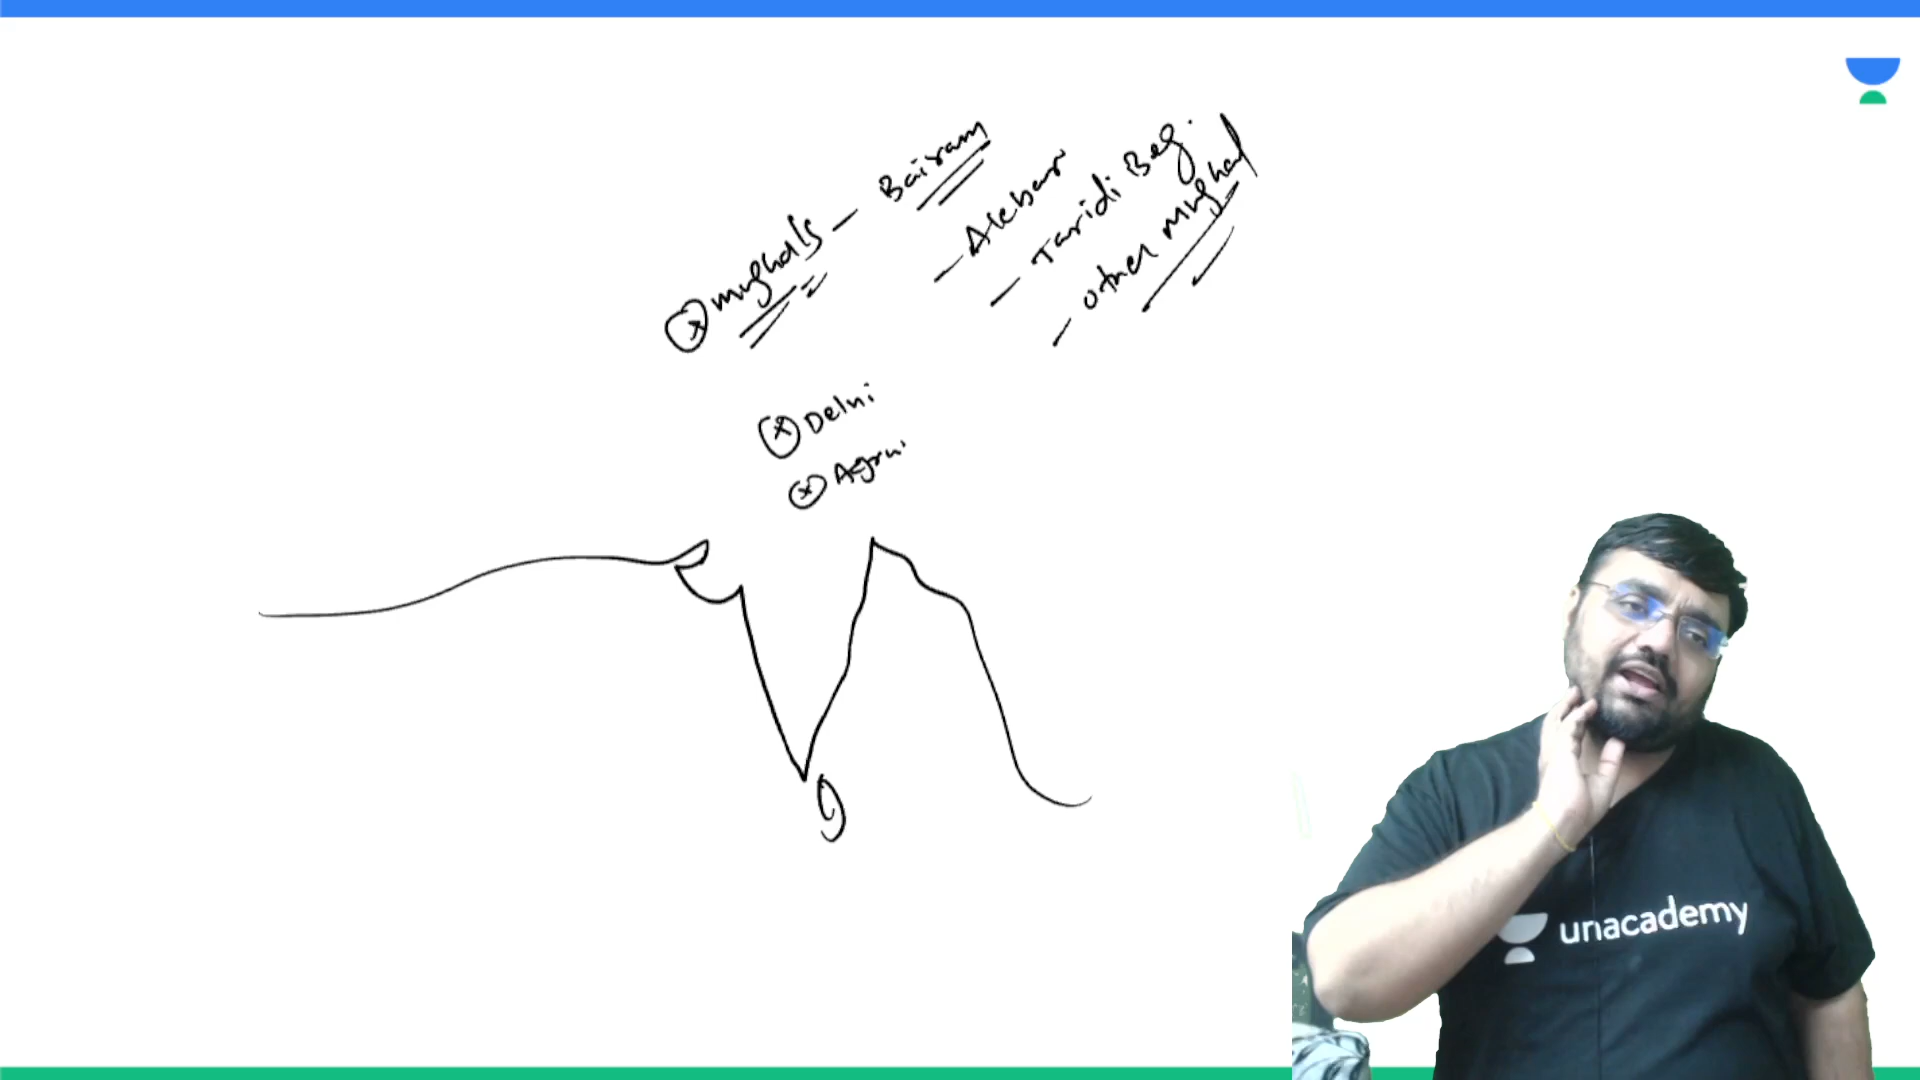 Mughals - Bairam
- Akbar
- Taridi Beg.
- other Mughal
Delhi
Agra
unacademy